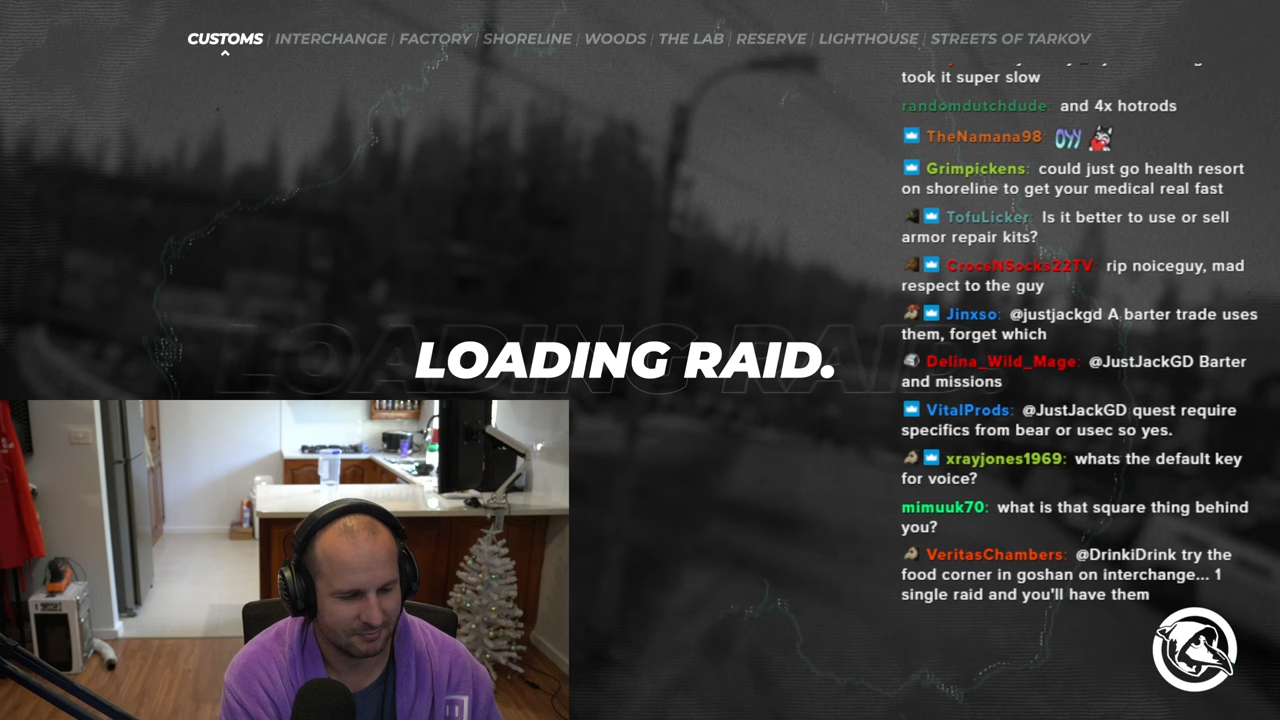 CUSTOMS INTERCHANGE FACTORY SHORELINE WOODS THE LAB RESERVE LIGHTHOUSE STREETS OF TARKOV
took it super slow
randomdutchdude: and 4x hotrods
TheNamana98: OYY
Grimpickens: could just go health resort
on shoreline to get your medical real fast
TofuLicker: Is it better to use or sell
armor repair kits?
CrocsNSocks22TV: rip noiceguy, mad
respect to the guy
Jinxso: @justjackgd A barter trade uses
them, forget which
Delina_Wild_Mage: @JustJackGD Barter
and missions
VitalProds: @JustJackGD quest require
specifics from bear or usec so yes.
xrayjones1969: whats the default key
for voice?
mimuuk70: what is that square thing behind
you?
VeritasChambers: @DrinkiDrink try the
food corner in goshan on interchange... 1
single raid and you'll have them
LOADING RAID.
LOADING RAID.